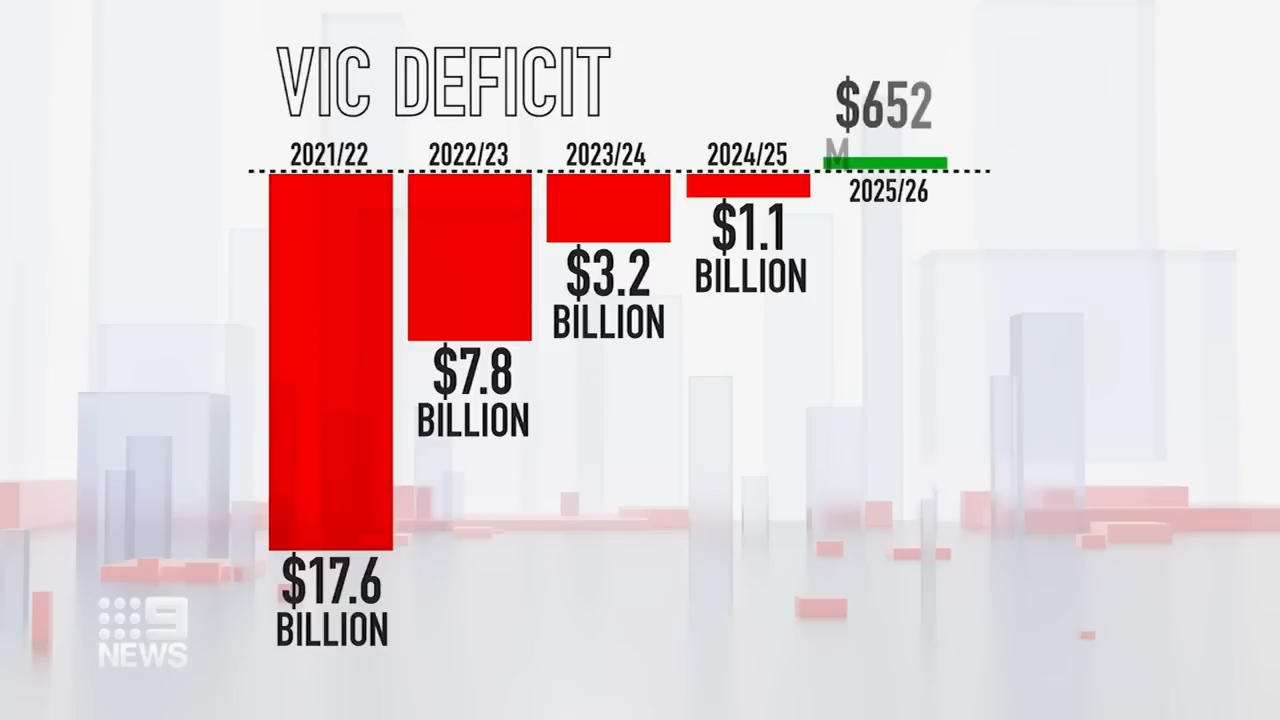 VIC DEFICIT
2021/22
$17.6
BILLION
2022/23
$7.8
BILLION
2023/24
$3.2
BILLION
2024/25
$1.1
BILLION
$652
M
2025/26
9
NEWS